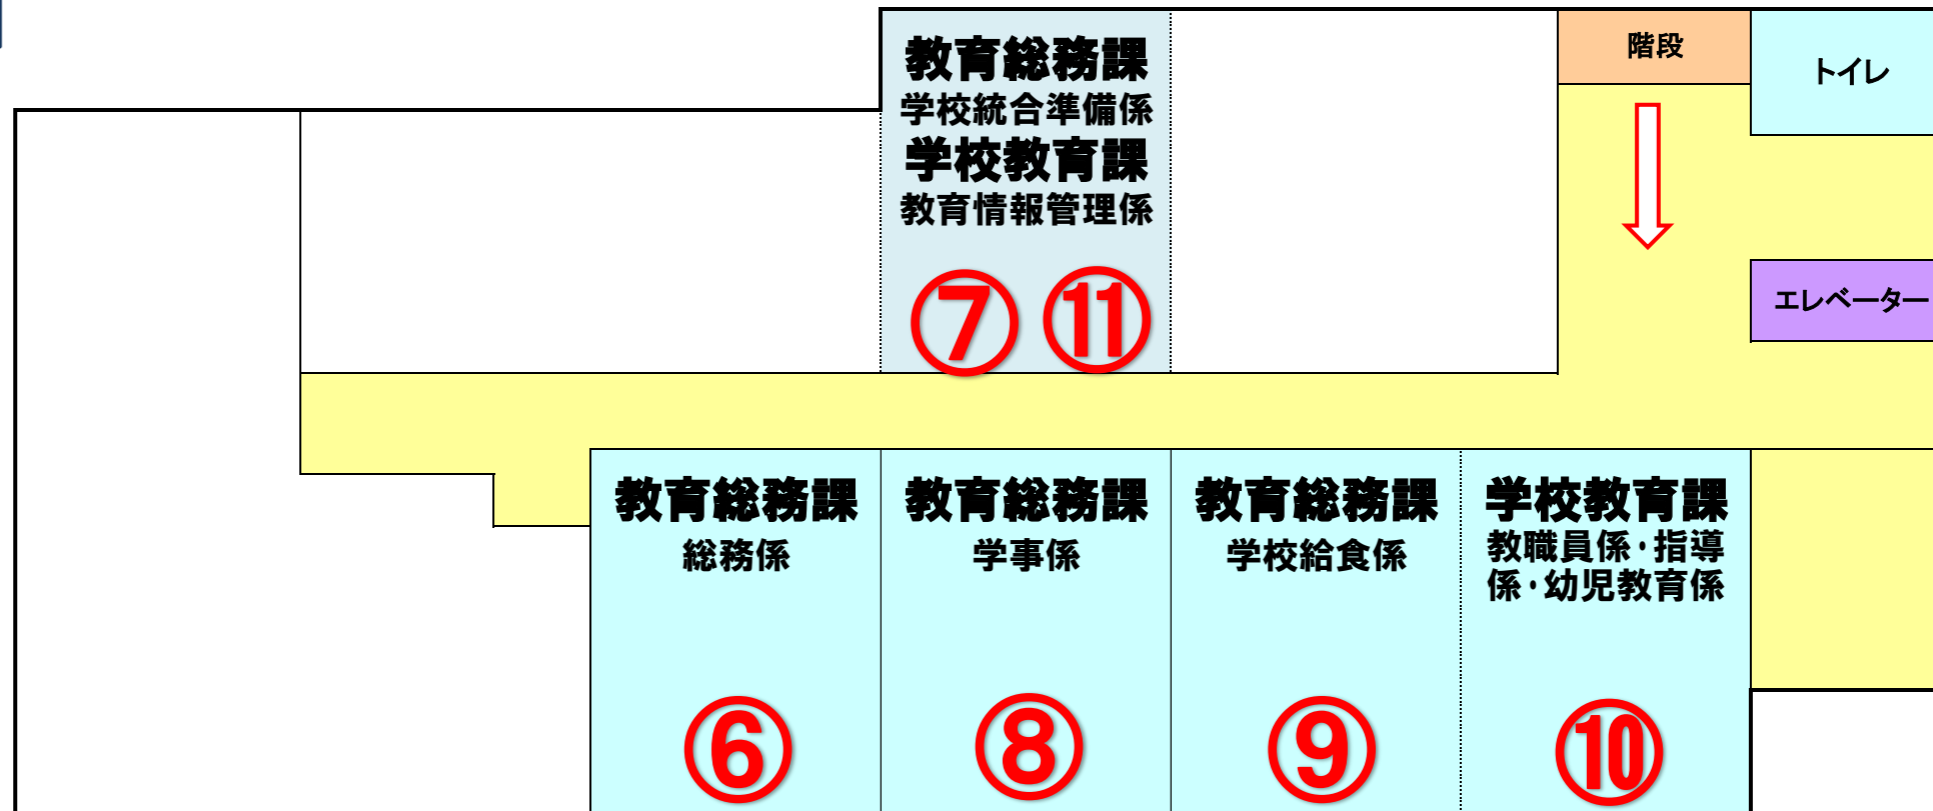 教育総務課
学校統合準備係
学校教育課
教育情報管理係
⑦ ⑪
階段
トイレ
エレベーター
教育総務課
総務係
⑥
教育総務課
学事係
⑧
教育総務課
学校給食係
⑨
学校教育課
教職員係・指導
係・幼児教育係
⑩